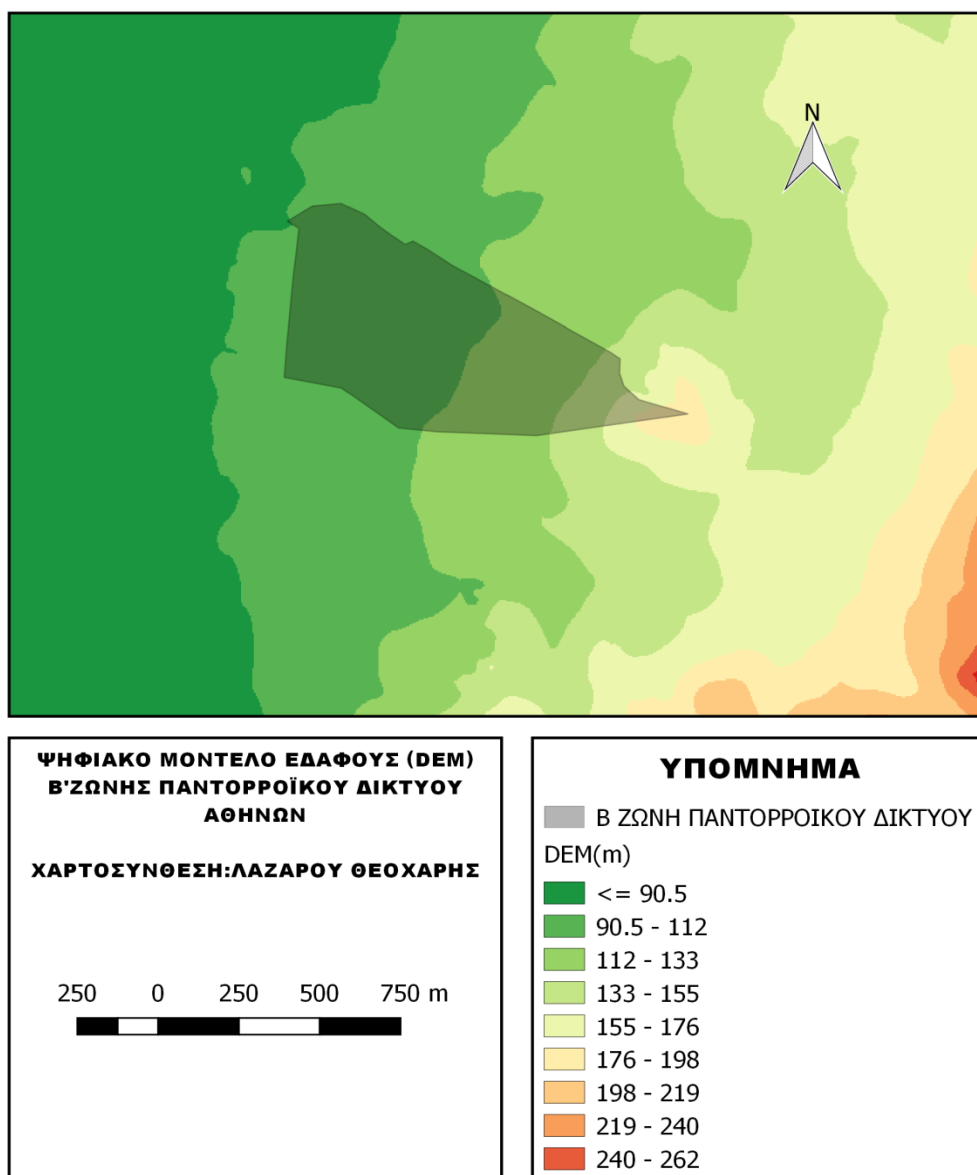 N
ΨΗΦΙΑΚΟ ΜΟΝΤΕΛΟ ΕΔΑΦΟΥΣ (DEM)
Β'ΖΩΝΗΣ ΠΑΝΤΟΡΡΟΪΚΟΥ ΔΙΚΤΥΟΥ
ΑΘΗΝΩΝ
ΧΑΡΤΟΣΥΝΘΕΣΗ:ΛΑΖΑΡΟΥ ΘΕΟΧΑΡΗΣ
250 0 250 500 750 m
ΥΠΟΜΝΗΜΑ
Β ΖΩΝΗ ΠΑΝΤΟΡΡΟΙΚΟΥ ΔΙΚΤΥΟΥ
DEM(m)
<= 90.5
90.5 - 112
112 - 133
133 - 155
155 - 176
176 - 198
198 - 219
219 - 240
240 - 262